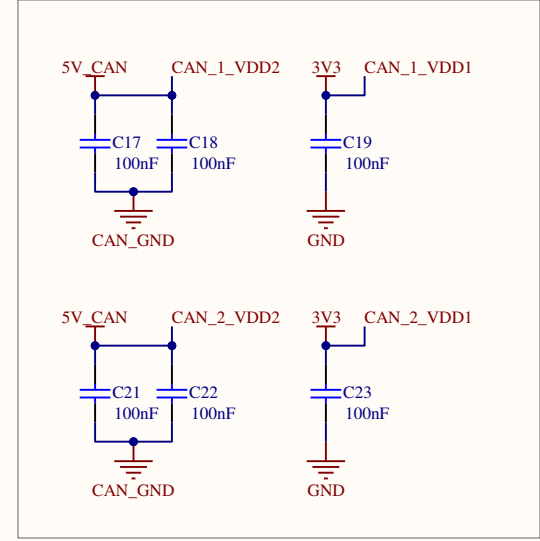 5V_CAN CAN_1_VDD2 3V3 CAN_1_VDD1
C17 C18 C19
100nF 100nF 100nF
CAN_GND GND
5V_CAN CAN_2_VDD2 3V3 CAN_2_VDD1
C21 C22 C23
100nF 100nF 100nF
CAN_GND GND